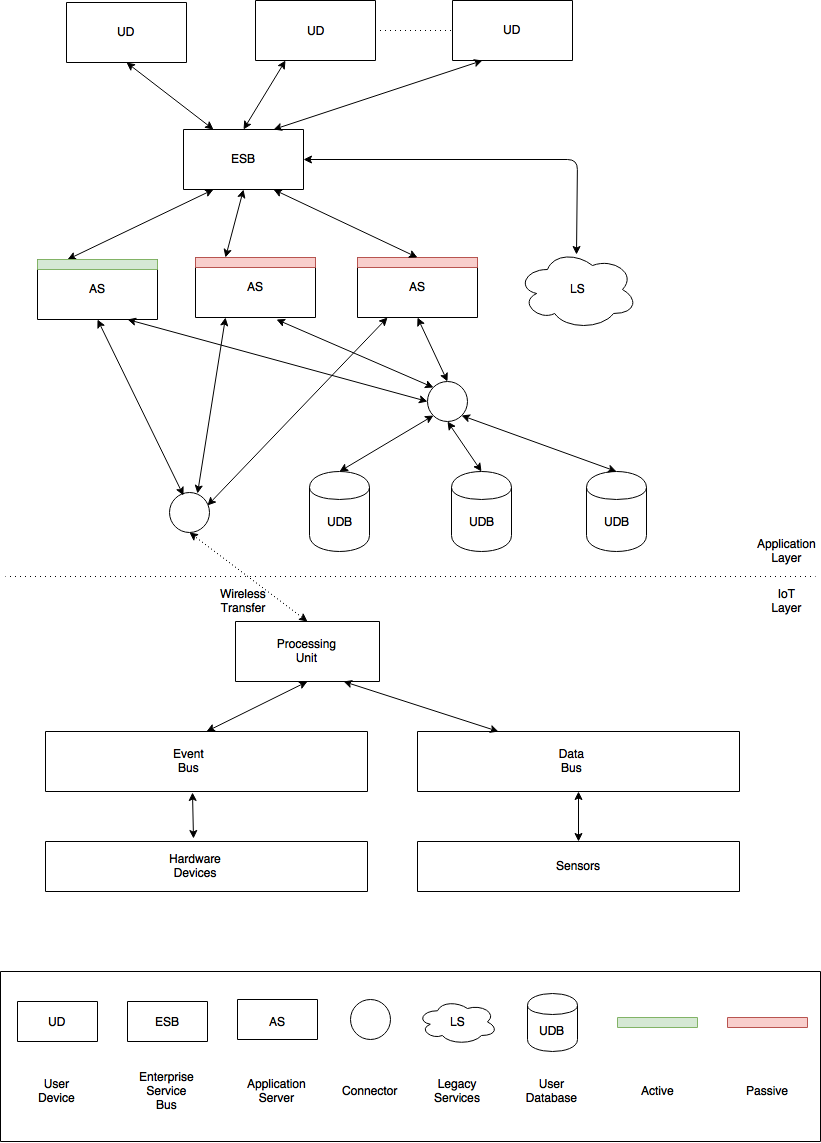 UD
UD
UD
ESB
AS
AS
AS
LS
UDB
UDB
UDB
Application
Layer
Wireless
Transfer
IoT
Layer
Processing
Unit
Event
Bus
Data
Bus
Hardware
Devices
Sensors
UD
ESB
AS
LS
UDB
User
Device
Enterprise
Service
Bus
Application
Server
Connector
Legacy
Services
User
Database
Active
Passive